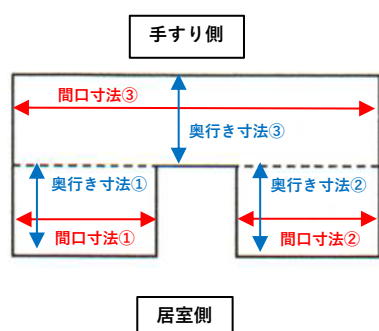 手すり側
間口寸法③
奥行き寸法③
奥行き寸法①
奥行き寸法②
間口寸法①
間口寸法②
居室側